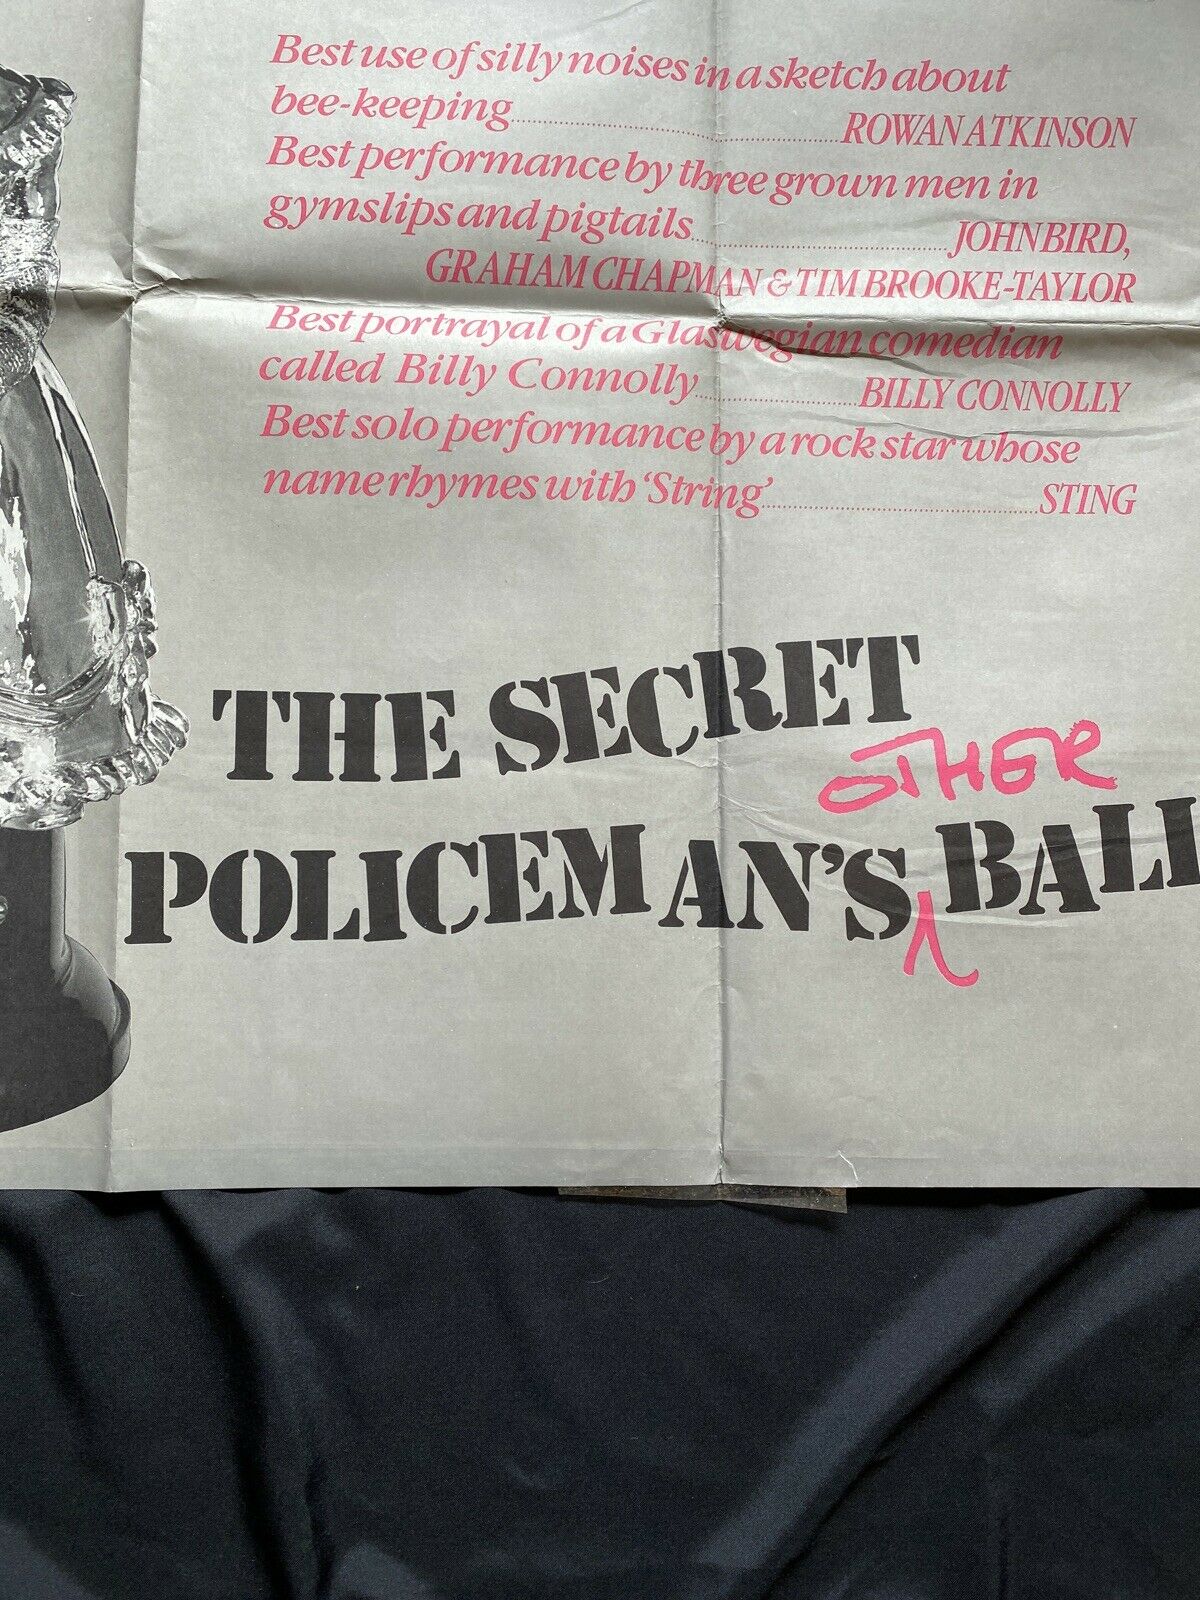 Best use of silly noises in a sketch about
bee-keeping........................ROWAN ATKINSON
Best performance by three grown men in
gymslips and pigtails........................JOHN BIRD,
GRAHAM CHAPMAN & TIM BROOKE-TAYLOR
Best portrayal of a Glaswegian comedian
called Billy Connolly........................BILLY CONNOLLY
Best solo performance by a rock star whose
name rhymes with 'String'........................STING
THE SECRET
OTHER
POLICEMAN'S BALL